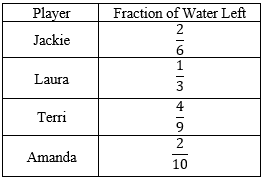 Player Fraction of Water Left
Jackie 2/6
Laura 1/3
Terri 4/9
Amanda 2/10